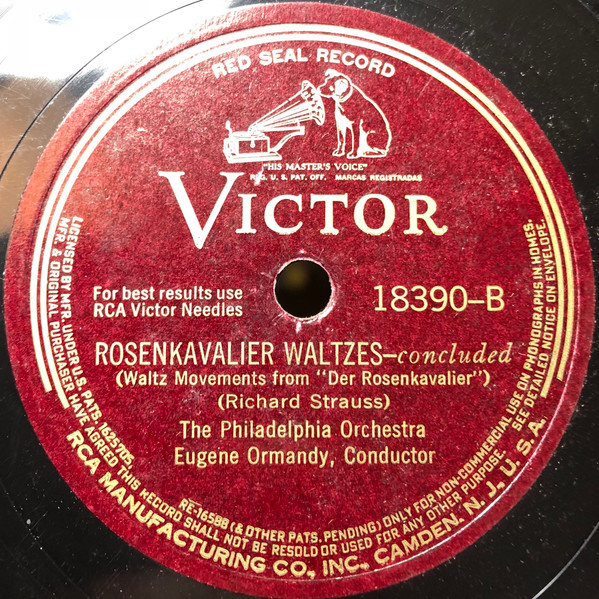 RED SEAL RECORD
"HIS MASTER'S VOICE"
REG. U. S. PAT. OFF. MARCAS REGISTRADAS
VICTOR
For best results use
RCA Victor Needles
18390-B
ROSENKAVALIER WALTZES—concluded
(Waltz Movements from "Der Rosenkavalier")
(Richard Strauss)
The Philadelphia Orchestra
Eugene Ormandy, Conductor
LICENSED BY MFR. UNDER U.S. PATS. 1625705,
RE-16588 (& OTHER PATS. PENDING) ONLY FOR NON-COMMERCIAL USE ON PHONOGRAPHS IN HOMES.
MFR. & ORIGINAL PURCHASER HAVE AGREED THIS RECORD SHALL NOT BE RESOLD OR USED FOR ANY OTHER PURPOSE. SEE DETAILED NOTICE ON ENVELOPE.
RCA MANUFACTURING CO., INC. CAMDEN, N. J., U. S. A.